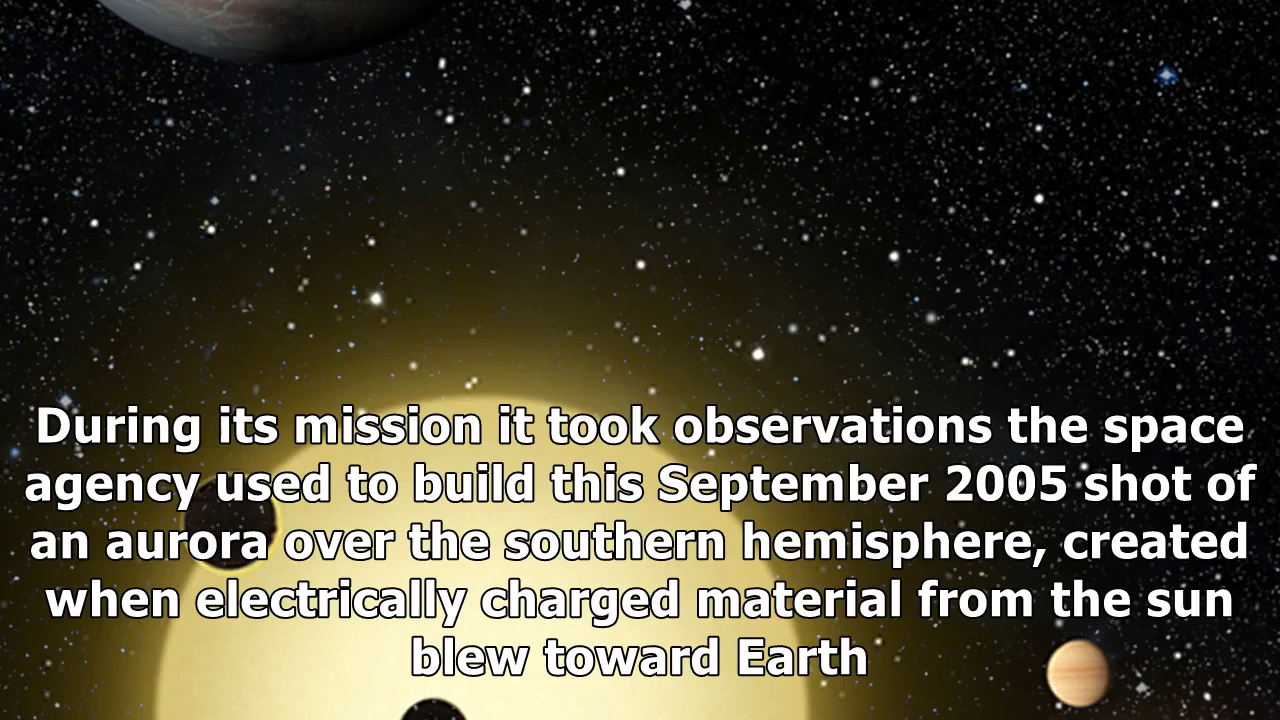 During its mission it took observations the space
agency used to build this September 2005 shot of
an aurora over the southern hemisphere, created
when electrically charged material from the sun
blew toward Earth